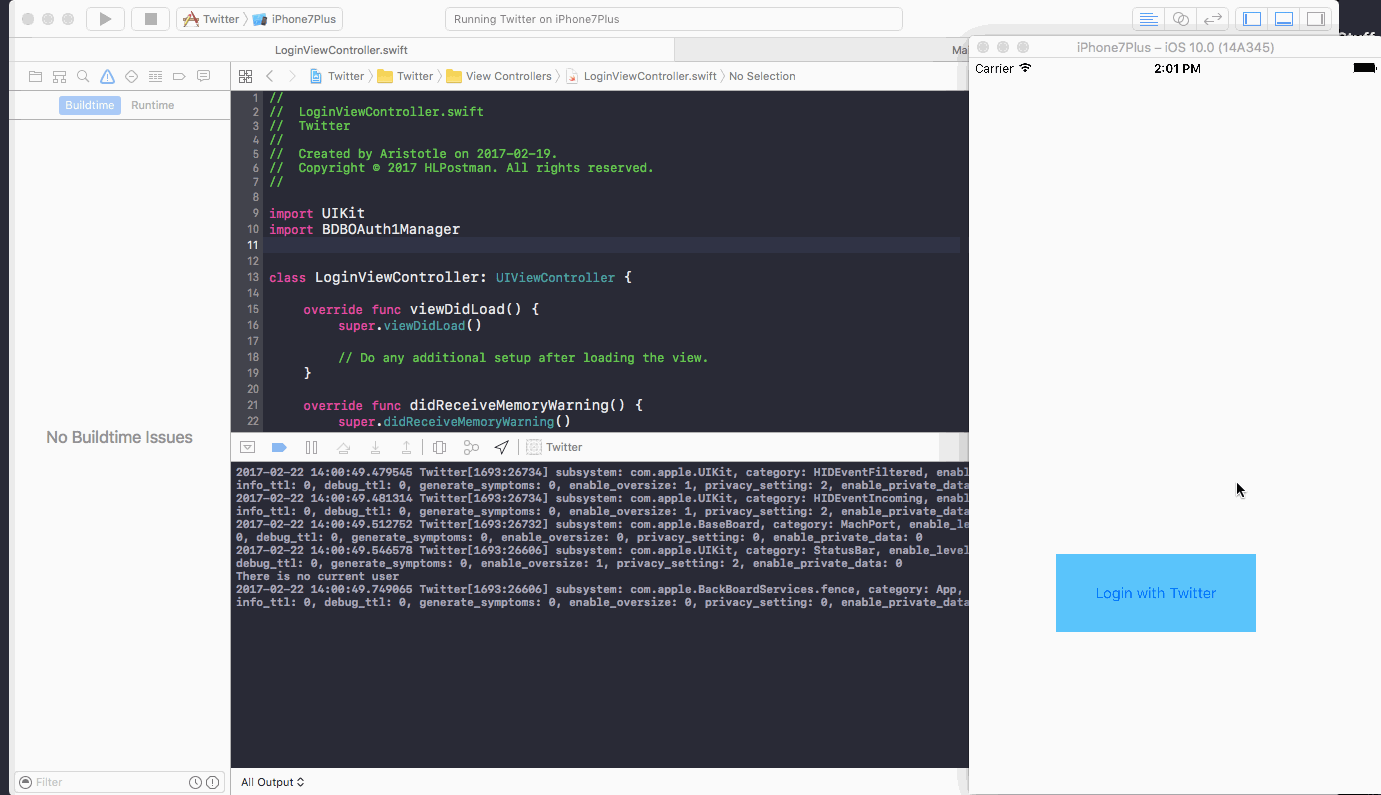 Twitter iPhone7Plus
Running Twitter on iPhone7Plus
LoginViewController.swift
Ma
Buildtime Runtime
No Buildtime Issues
Filter
Twitter Twitter View Controllers LoginViewController.swift No Selection
1 //
2 // LoginViewController.swift
3 // Twitter
4 //
5 // Created by Aristotle on 2017-02-19.
6 // Copyright © 2017 HLPostman. All rights reserved.
7 //
8
9 import UIKit
10 import BDBOAuth1Manager
11
12
13 class LoginViewController: UIViewController {
14
15 override func viewDidLoad() {
16 super.viewDidLoad()
17
18 // Do any additional setup after loading the view.
19 }
20
21 override func didReceiveMemoryWarning() {
22 super.didReceiveMemoryWarning()
Twitter
2017-02-22 14:00:49.479545 Twitter[1693:26734] subsystem: com.apple.UIKit, category: HIDEventFiltered, enabl
info_ttl: 0, debug_ttl: 0, generate_symptoms: 0, enable_oversize: 1, privacy_setting: 2, enable_private_data
2017-02-22 14:00:49.481314 Twitter[1693:26734] subsystem: com.apple.UIKit, category: HIDEventIncoming, enabl
info_ttl: 0, debug_ttl: 0, generate_symptoms: 0, enable_oversize: 1, privacy_setting: 2, enable_private_data
2017-02-22 14:00:49.512752 Twitter[1693:26732] subsystem: com.apple.BaseBoard, category: MachPort, enable_le
0, debug_ttl: 0, generate_symptoms: 0, enable_oversize: 0, privacy_setting: 0, enable_private_data: 0
2017-02-22 14:00:49.546578 Twitter[1693:26606] subsystem: com.apple.UIKit, category: StatusBar, enable_level
debug_ttl: 0, generate_symptoms: 0, enable_oversize: 1, privacy_setting: 2, enable_private_data: 0
There is no current user
2017-02-22 14:00:49.749065 Twitter[1693:26606] subsystem: com.apple.BackBoardServices.fence, category: App,
info_ttl: 0, debug_ttl: 0, generate_symptoms: 0, enable_oversize: 0, privacy_setting: 0, enable_private_data
All Output
iPhone7Plus – iOS 10.0 (14A345)
Carrier 2:01 PM
Login with Twitter